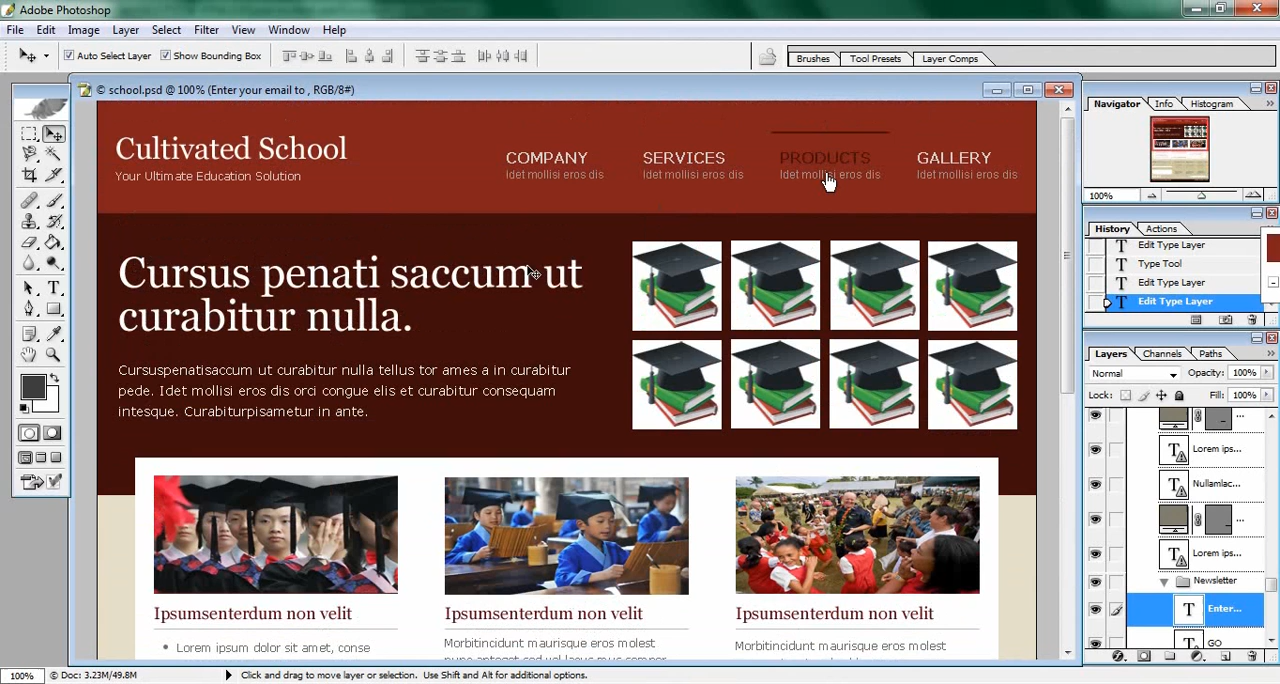 Adobe Photoshop
File Edit Image Layer Select Filter View Window Help
Auto Select Layer Show Bounding Box
Brushes Tool Presets Layer Comps
© school.psd @ 100% (Enter your email to , RGB/8#)
Cultivated School
Your Ultimate Education Solution
COMPANY
Idet mollisi eros dis
SERVICES
Idet mollisi eros dis
PRODUCTS
Idet mollisi eros dis
GALLERY
Idet mollisi eros dis
Cursus penati saccum ut
curabitur nulla.
Cursuspenatisaccum ut curabitur nulla tellus tor ames a in curabitur
pede. Idet mollisi eros dis orci congue elis et curabitur consequam
intesque. Curabiturpisametur in ante.
Ipsumsenterdum non velit
• Lorem ipsum dolor sit amet, conse
Ipsumsenterdum non velit
Morbitincidunt maurisque eros molest
Ipsumsenterdum non velit
Morbitincidunt maurisque eros molest
Navigator Info Histogram
100%
History Actions
Edit Type Layer
Type Tool
Edit Type Layer
Edit Type Layer
Layers Channels Paths
Normal Opacity: 100%
Lock: Fill: 100%
...
Lorem ips...
Nullamlac...
...
Lorem ips...
Newsletter
Enter...
GO
100% Doc: 3.23M/49.8M Click and drag to move layer or selection. Use Shift and Alt for additional options.